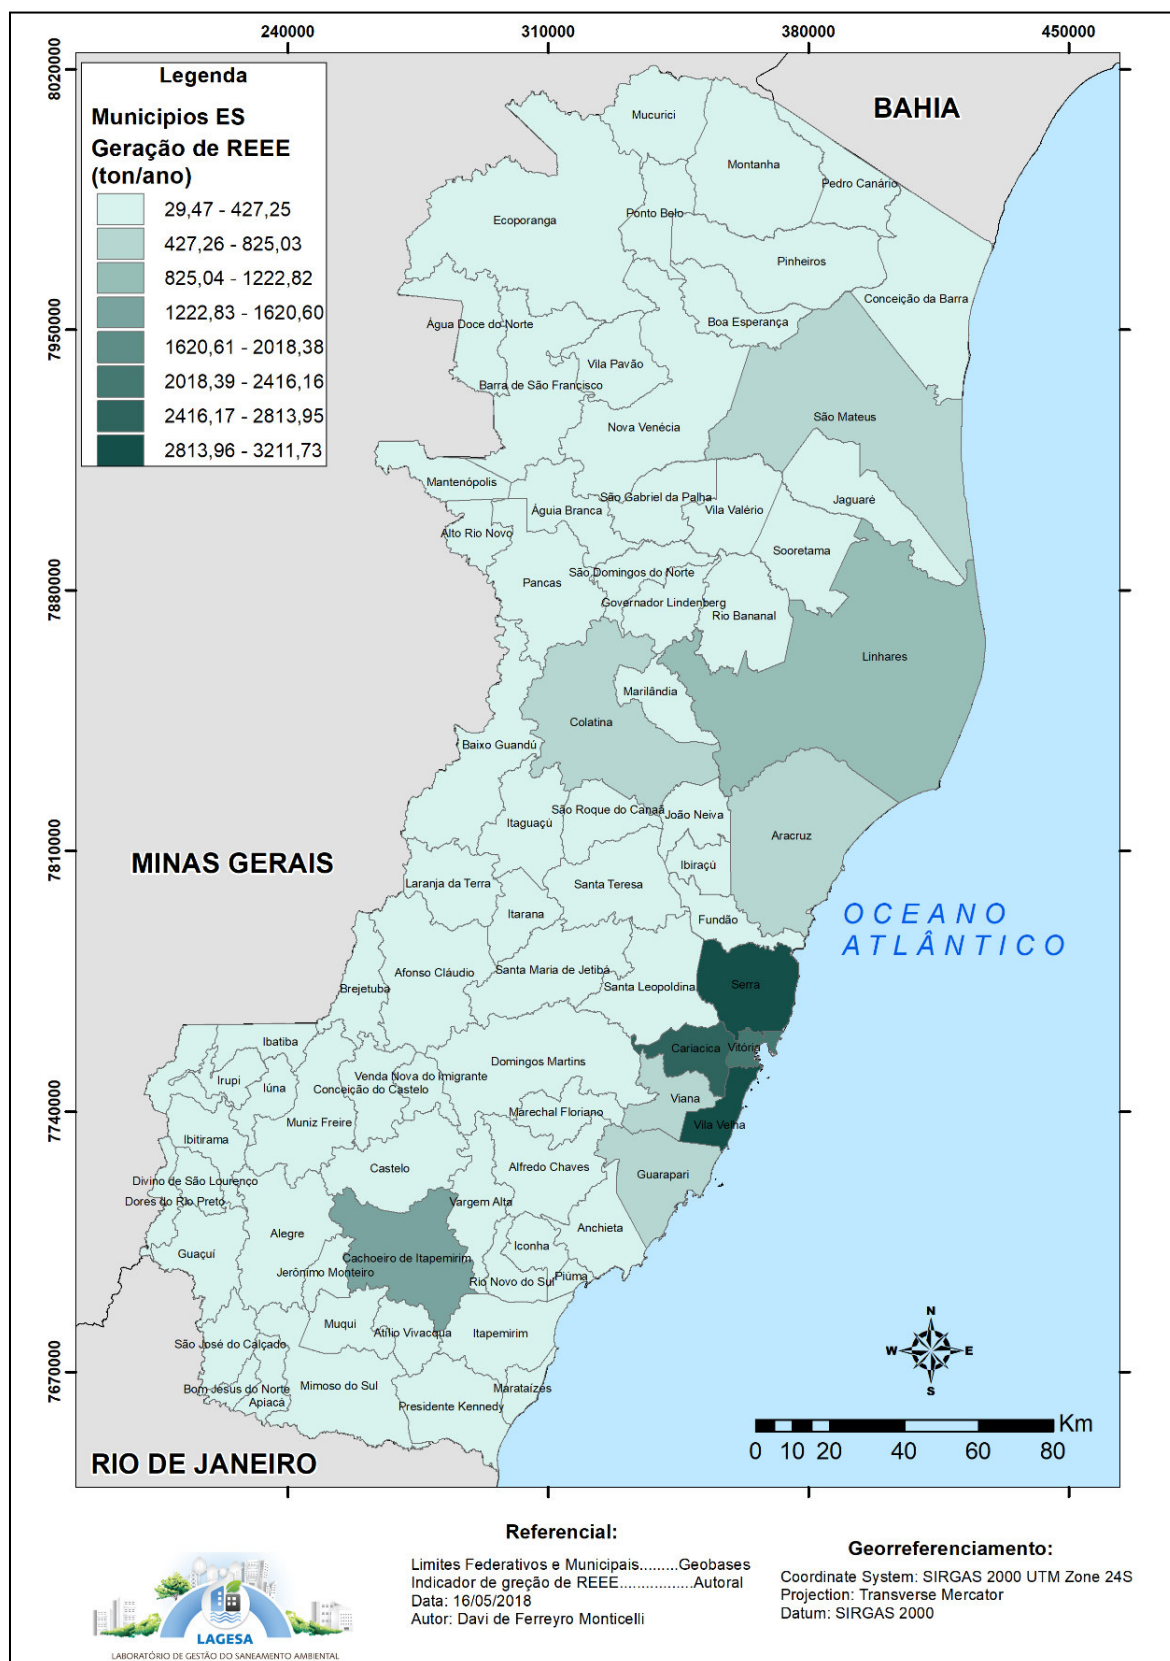 240000 310000 380000 450000
8020000
7950000
7880000
7810000
7740000
7670000
Legenda
Municipios ES
Geração de REEE
(ton/ano)
29,47 - 427,25
427,26 - 825,03
825,04 - 1222,82
1222,83 - 1620,60
1620,61 - 2018,38
2018,39 - 2416,16
2416,17 - 2813,95
2813,96 - 3211,73
BAHIA
Mucurici
Montanha
Pedro Canário
Ecoporanga
Ponto Belo
Pinheiros
Conceição da Barra
Água Doce do Norte
Boa Esperança
Vila Pavão
Barra de São Francisco
São Mateus
Nova Venécia
Mantenópolis
São Gabriel da Palha
Jaguaré
Águia Branca
Vila Valério
Alto Rio Novo
Sooretama
Pancas
São Domingos do Norte
Governador Lindenberg
Rio Bananal
Linhares
Marilândia
Colatina
Baixo Guandú
São Roque do Canaã
João Neiva
Itaguaçú
Aracruz
MINAS GERAIS
Ibiraçú
Laranja da Terra
Santa Teresa
Itarana
Fundão
OCEANO
ATLÂNTICO
Afonso Cláudio
Santa Maria de Jetibá
Brejetuba
Santa Leopoldina
Serra
Ibatiba
Cariacica
Vitória
Domingos Martins
Irupi
Iúna
Venda Nova do Imigrante
Conceição do Castelo
Viana
Marechal Floriano
Muniz Freire
Vila Velha
Ibitirama
Castelo
Alfredo Chaves
Guarapari
Divino de São Lourenço
Dores do Rio Preto
Vargem Alta
Alegre
Anchieta
Guaçuí
Iconha
Cachoeiro de Itapemirim
Jerônimo Monteiro
Rio Novo do Sul
Piúma
Muqui
Atílio Vivacqua
Itapemirim
São José do Calçado
Bom Jesus do Norte
Mimoso do Sul
Marataízes
Apiacá
Presidente Kennedy
RIO DE JANEIRO
N
W E
S
Km
0 10 20 40 60 80
Referencial:
Limites Federativos e Municipais.........Geobases
Indicador de greção de REEE................Autoral
Data: 16/05/2018
Autor: Davi de Ferreyro Monticelli
Georreferenciamento:
Coordinate System: SIRGAS 2000 UTM Zone 24S
Projection: Transverse Mercator
Datum: SIRGAS 2000
LAGESA
LABORATÓRIO DE GESTÃO DO SANEAMENTO AMBIENTAL